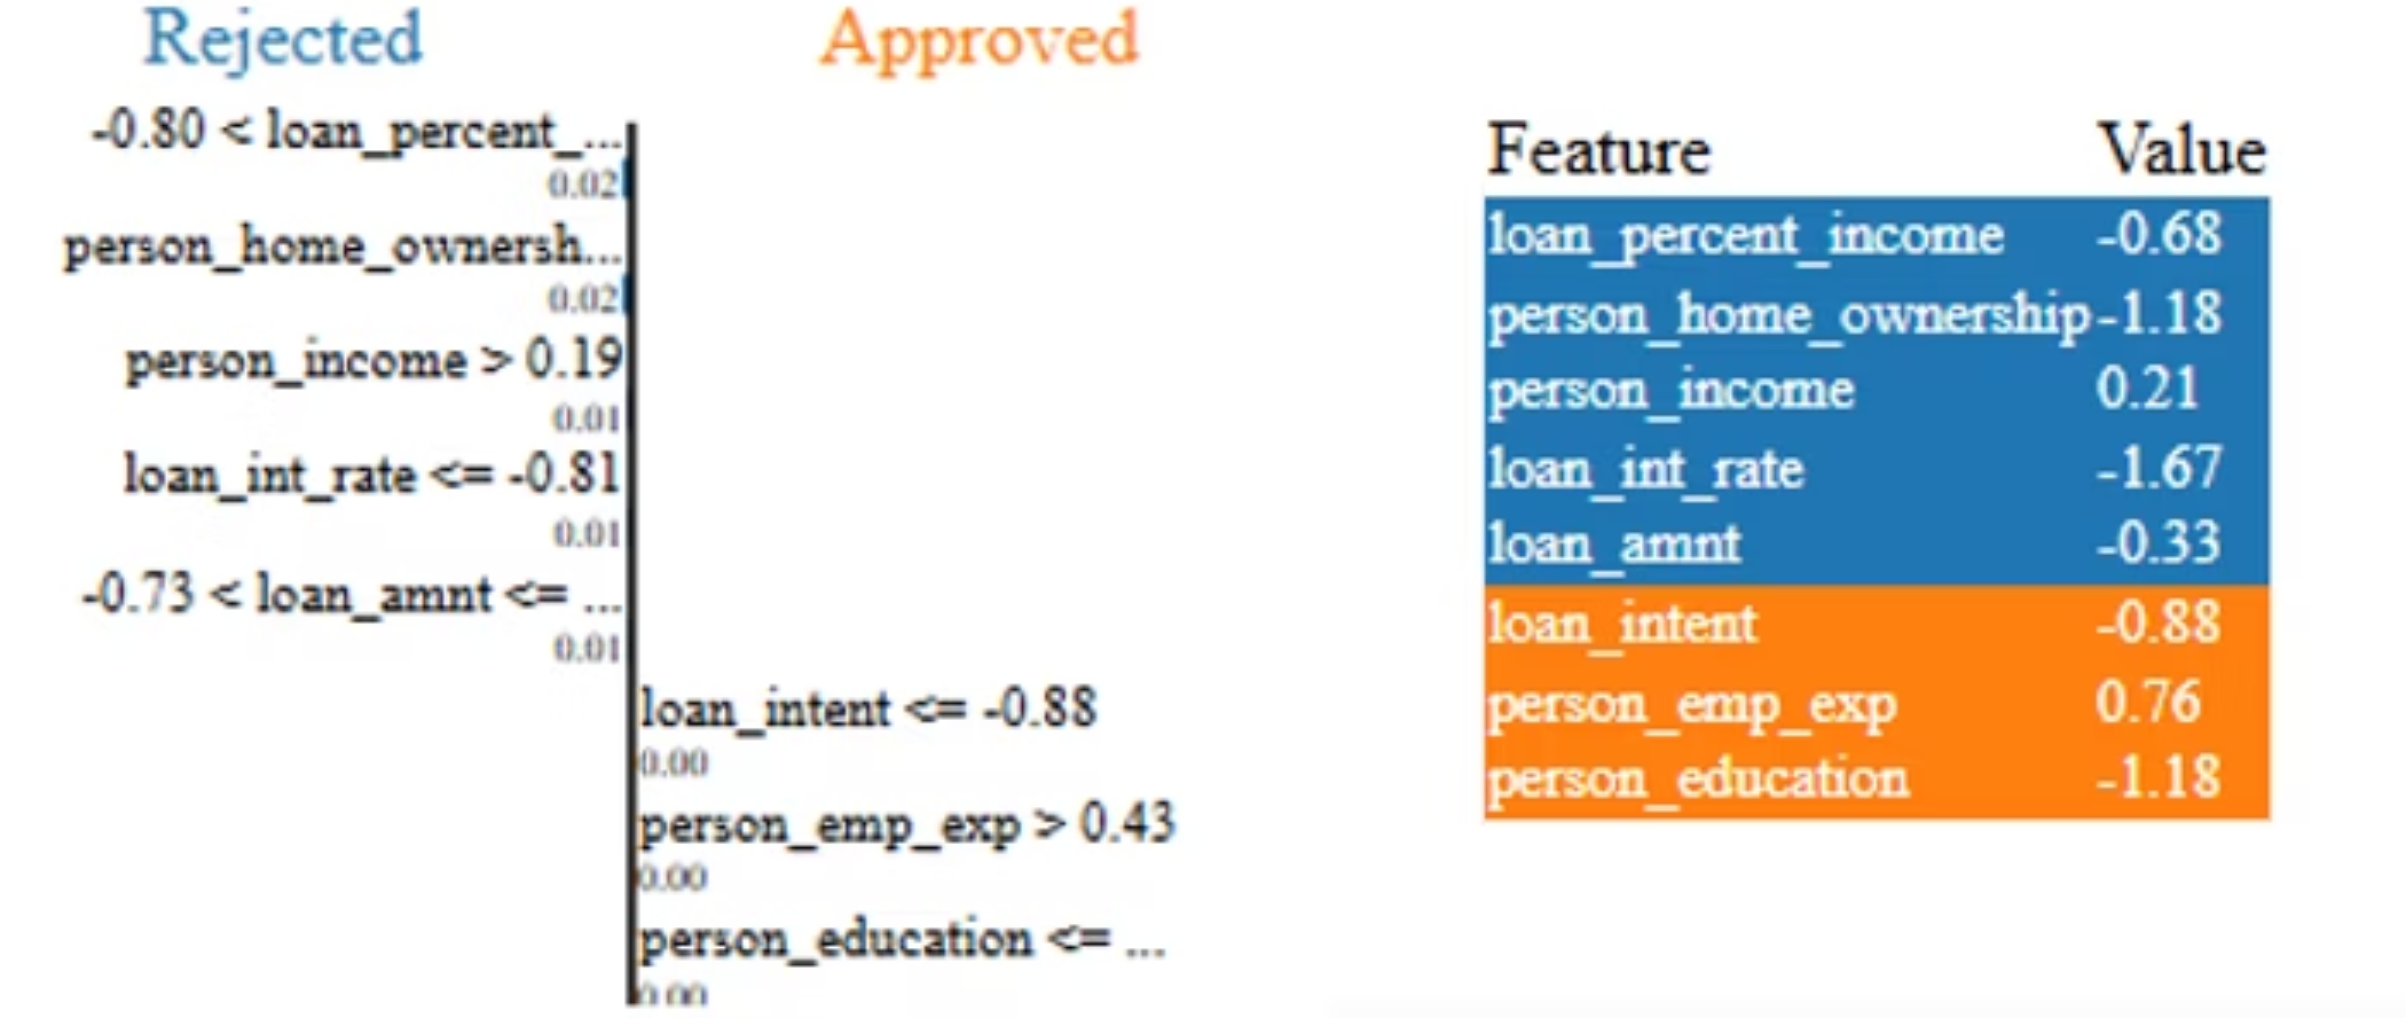 Rejected
Approved
-0.80 < loan_percent_...
0.02
person_home_ownersh...
0.02
person_income > 0.19
0.01
loan_int_rate <= -0.81
0.01
-0.73 < loan_amnt <= ...
0.01
loan_intent <= -0.88
0.00
person_emp_exp > 0.43
0.00
person_education <= ...
0.00
Feature Value
loan_percent_income -0.68
person_home_ownership -1.18
person_income 0.21
loan_int_rate -1.67
loan_amnt -0.33
loan_intent -0.88
person_emp_exp 0.76
person_education -1.18